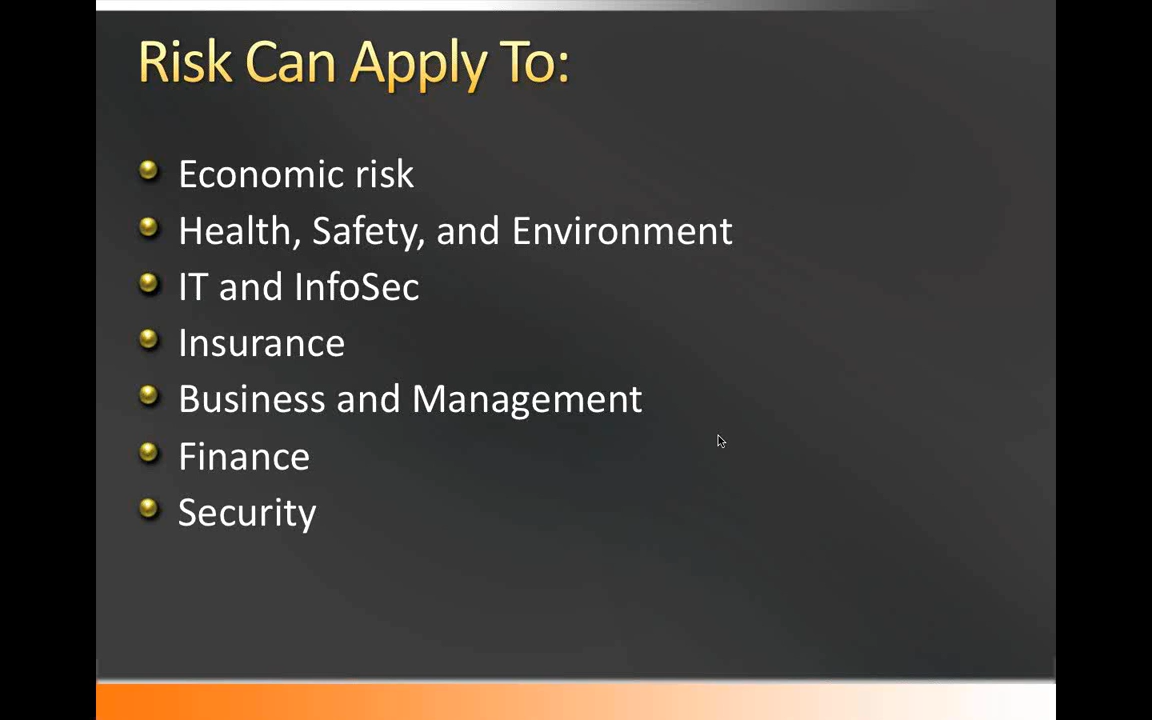 Risk Can Apply To:
Economic risk
Health, Safety, and Environment
IT and InfoSec
Insurance
Business and Management
Finance
Security